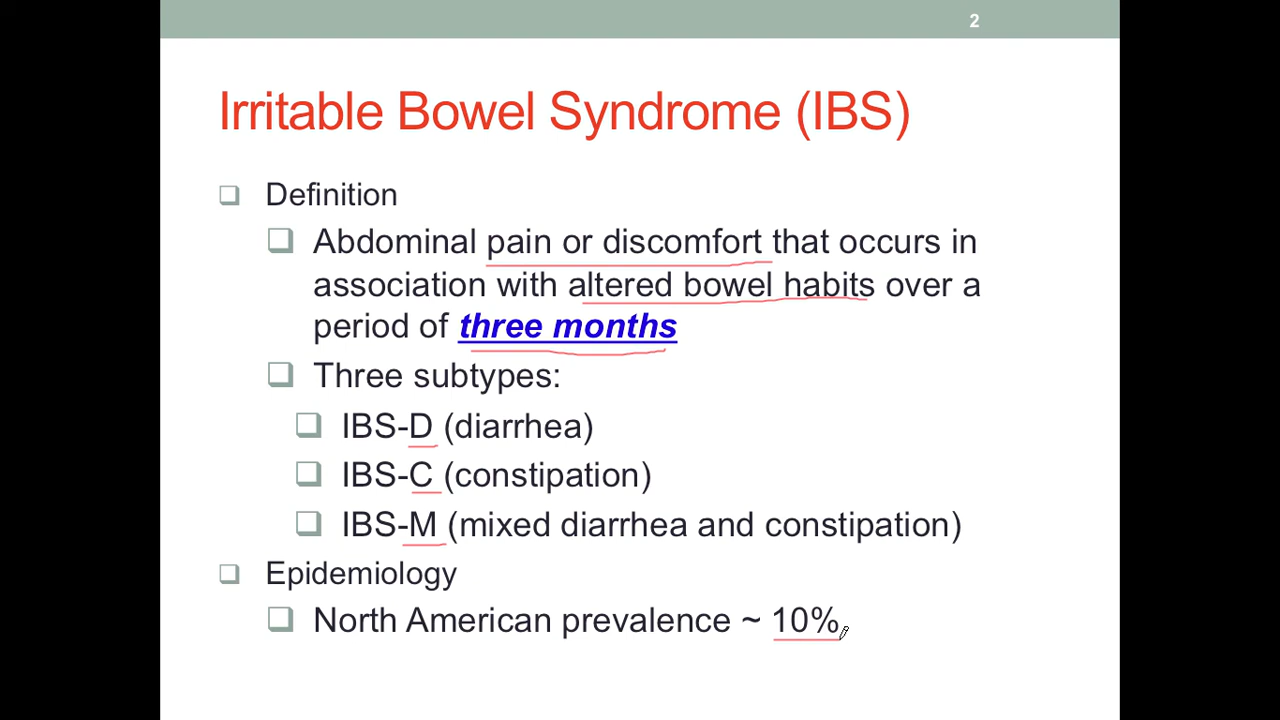 2
Irritable Bowel Syndrome (IBS)
Definition
Abdominal pain or discomfort that occurs in
association with altered bowel habits over a
period of three months
Three subtypes:
IBS-D (diarrhea)
IBS-C (constipation)
IBS-M (mixed diarrhea and constipation)
Epidemiology
North American prevalence ~ 10%